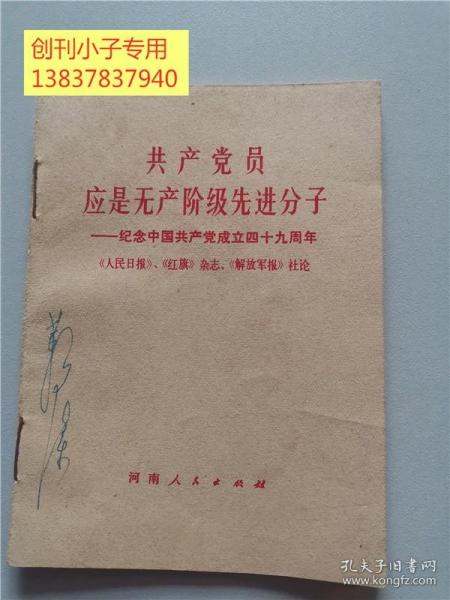 创刊小子专用
13837837940
共产党员
应是无产阶级先进分子
——纪念中国共产党成立四十九周年
《人民日报》、《红旗》杂志、《解放军报》社论
河南人民出版社
孔夫子旧书网
www.kongfz.com